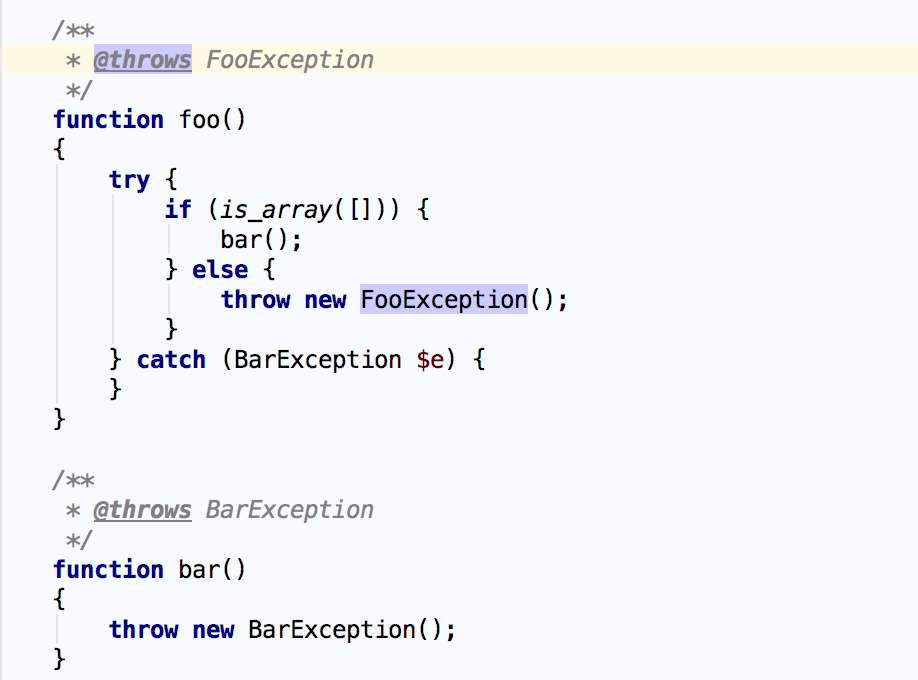 /**
 * @throws FooException
 */
function foo()
{
    try {
        if (is_array([])) {
            bar();
        } else {
            throw new FooException();
        }
    } catch (BarException $e) {
    }
}

/**
 * @throws BarException
 */
function bar()
{
    throw new BarException();
}